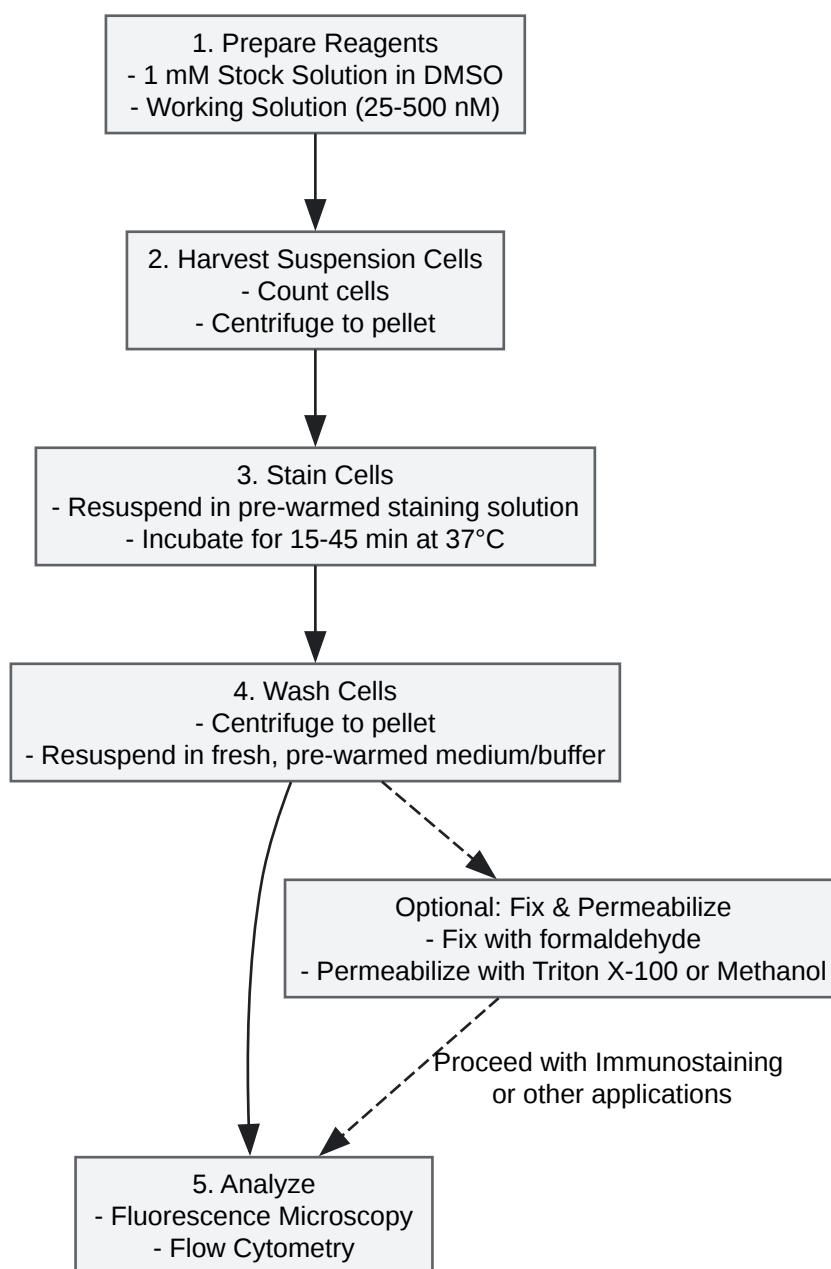 1. Prepare Reagents
- 1 mM Stock Solution in DMSO
- Working Solution (25-500 nM)
2. Harvest Suspension Cells
- Count cells
- Centrifuge to pellet
3. Stain Cells
- Resuspend in pre-warmed staining solution
- Incubate for 15-45 min at 37°C
4. Wash Cells
- Centrifuge to pellet
- Resuspend in fresh, pre-warmed medium/buffer
Optional: Fix & Permeabilize
- Fix with formaldehyde
- Permeabilize with Triton X-100 or Methanol
Proceed with Immunostaining
or other applications
5. Analyze
- Fluorescence Microscopy
- Flow Cytometry